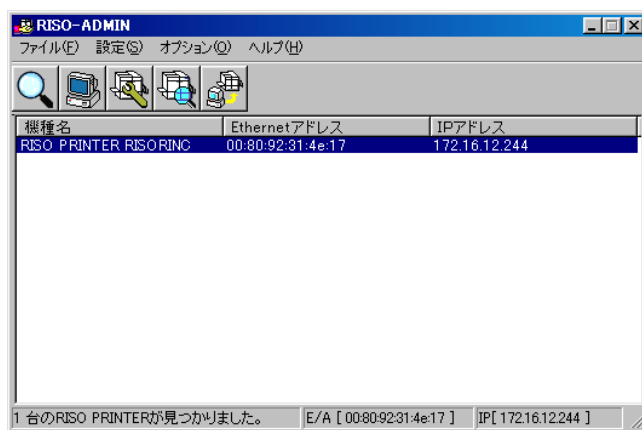 RISO-ADMIN
ファイル(F) 設定(S) オプション(O) ヘルプ(H)
機種名 Ethernetアドレス IPアドレス
RISO PRINTER RISORINC 00:80:92:31:4e:17 172.16.12.244
1 台のRISO PRINTERが見つかりました。 E/A [ 00:80:92:31:4e:17 ] IP[ 172.16.12.244 ]